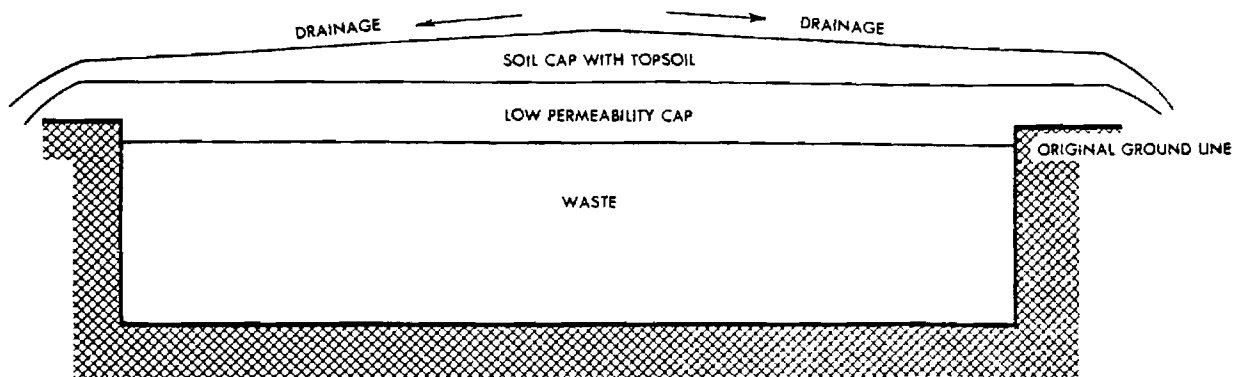 DRAINAGE
DRAINAGE
SOIL CAP WITH TOPSOIL
LOW PERMEABILITY CAP
ORIGINAL GROUND LINE
WASTE